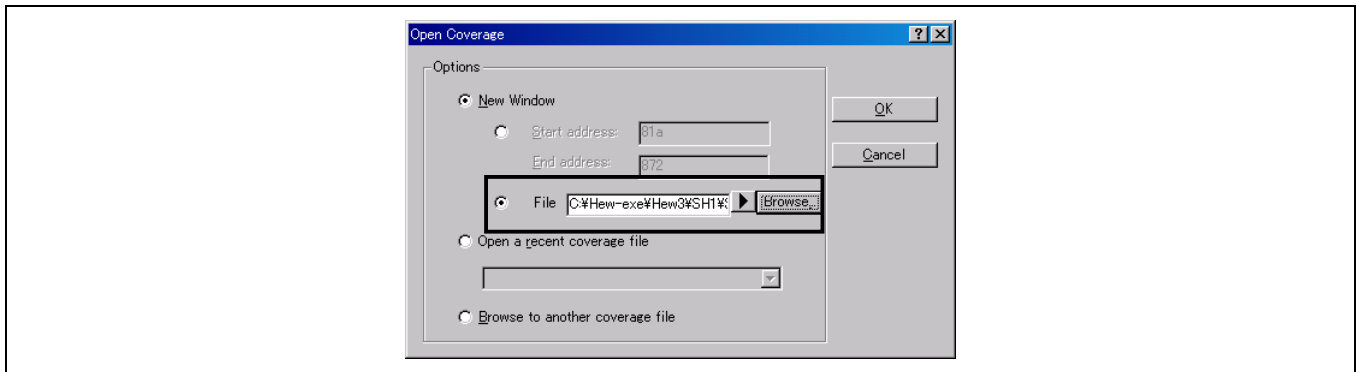 Open Coverage
Options
New Window
Start address: 81a
End address: 872
File C:¥Hew-exe¥Hew3¥SH1¥S Browse...
Open a recent coverage file
Browse to another coverage file
OK
Cancel